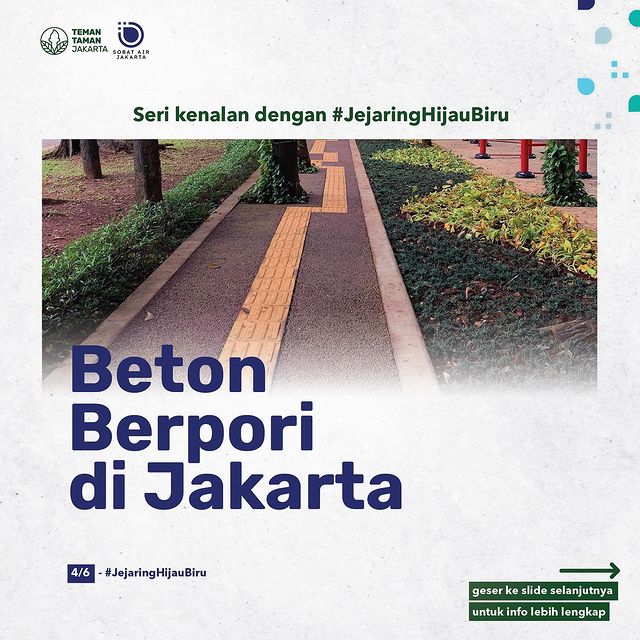 TEMAN
TAMAN
JAKARTA
SOBAT AIR
JAKARTA
Seri kenalan dengan #JejaringHijauBiru
Beton
Berpori
di Jakarta
4/6 - #JejaringHijauBiru
geser ke slide selanjutnya
untuk info lebih lengkap